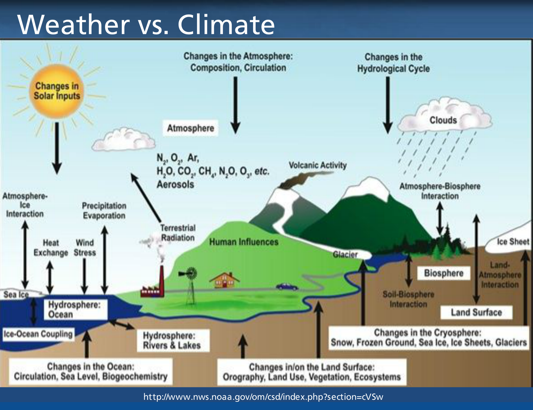 Weather vs. Climate
Changes in
Solar Inputs
Changes in the Atmosphere:
Composition, Circulation
Changes in the
Hydrological Cycle
Atmosphere
Clouds
N₂, O₂, Ar,
H₂O, CO₂, CH₄, N₂O, O₃, etc.
Aerosols
Volcanic Activity
Atmosphere-Biosphere
Interaction
Atmosphere-
Ice
Interaction
Precipitation
Evaporation
Terrestrial
Radiation
Human Influences
Heat
Exchange
Wind
Stress
Glacier
Ice Sheet
Biosphere
Land-
Atmosphere
Interaction
Sea Ice
Hydrosphere:
Ocean
Soil-Biosphere
Interaction
Land Surface
Ice-Ocean Coupling
Hydrosphere:
Rivers & Lakes
Changes in the Cryosphere:
Snow, Frozen Ground, Sea Ice, Ice Sheets, Glaciers
Changes in the Ocean:
Circulation, Sea Level, Biogeochemistry
Changes in/on the Land Surface:
Orography, Land Use, Vegetation, Ecosystems
http://www.nws.noaa.gov/om/csd/index.php?section=cVSw